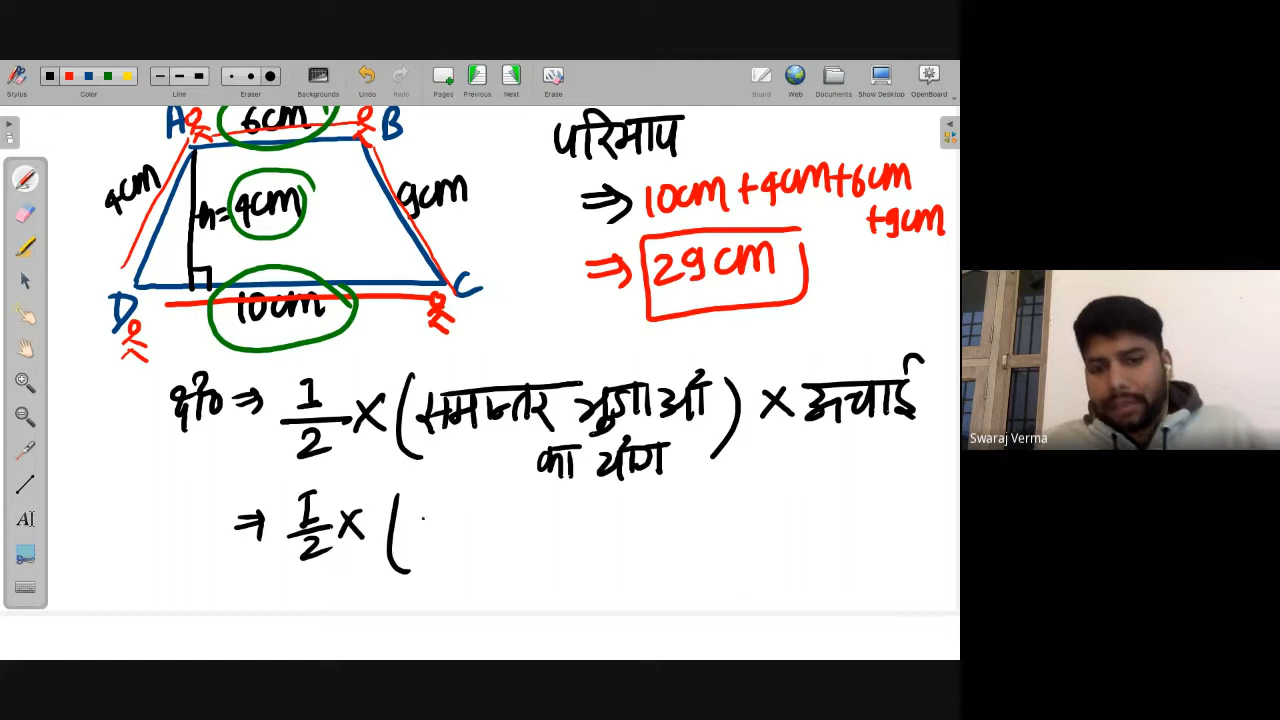 Stylus Color Line Eraser Backgrounds Undo Redo Pages Previous Next Erase Board Web Documents Show Desktop OpenBoard
A 6cm B
4cm h=4cm 9cm
D 10cm C
परिमाप
⇒ 10cm +4cm+6cm
+9cm
⇒ 29cm
क्षे० ⇒ 1/2 × (समान्तर भुजाओं) × ऊचाई
का योग
⇒ 1/2 × (
Swaraj Verma